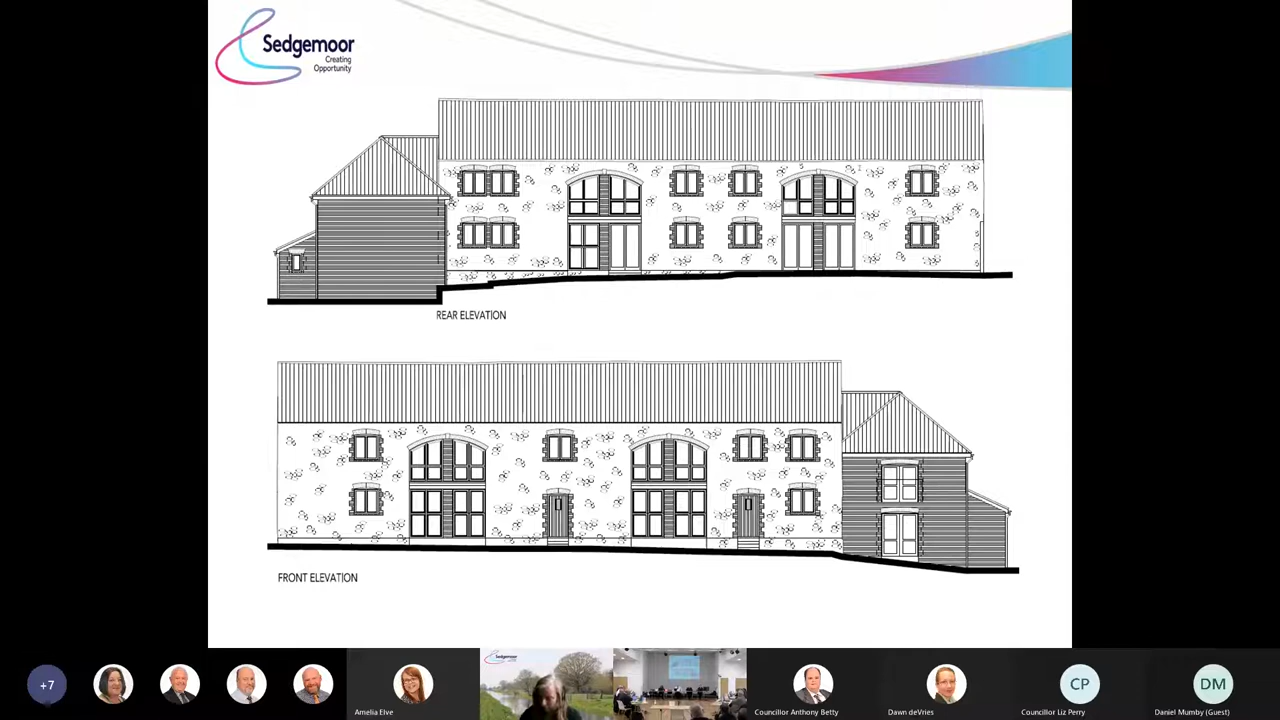 Sedgemoor
Creating
Opportunity
REAR ELEVATION
FRONT ELEVATION
+7
Amelia Elve
Sedgemoor
Councillor Anthony Betty
Dawn deVries
CP
Councillor Liz Perry
DM
Daniel Mumby (Guest)